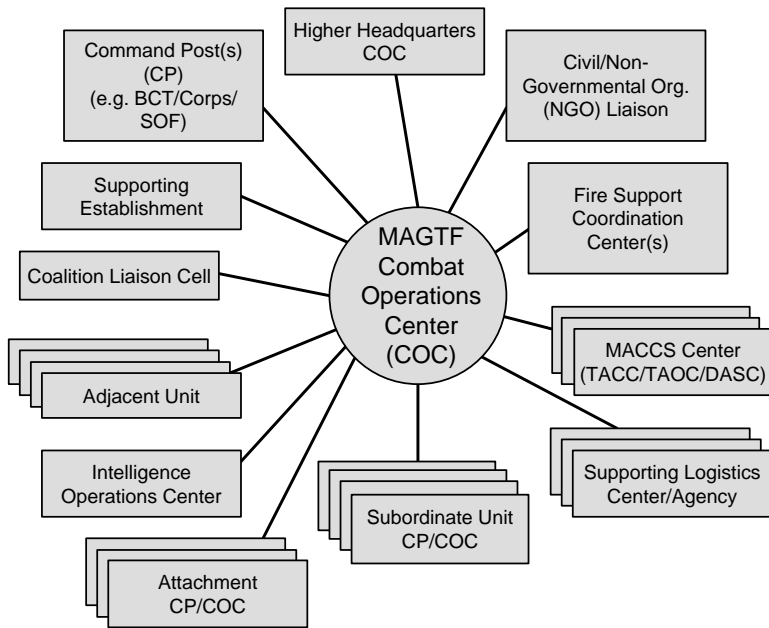 Higher Headquarters
COC
Command Post(s)
(CP)
(e.g. BCT/Corps/
SOF)
Civil/Non-
Governmental Org.
(NGO) Liaison
Supporting
Establishment
Fire Support
Coordination
Center(s)
MAGTF
Combat
Operations
Center
(COC)
Coalition Liaison Cell
MACCS Center
(TACC/TAOC/DASC)
Adjacent Unit
Intelligence
Operations Center
Supporting Logistics
Center/Agency
Subordinate Unit
CP/COC
Attachment
CP/COC